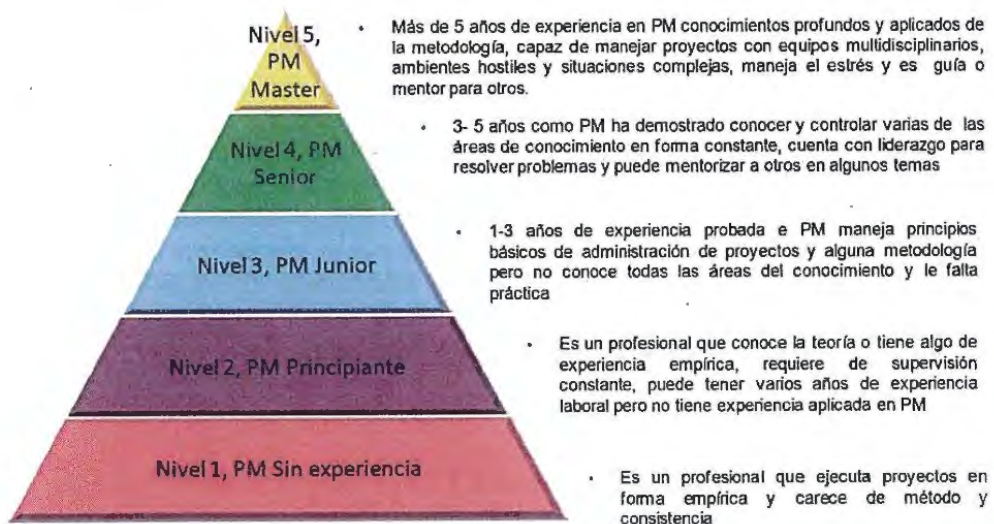 Nivel 5,
PM
Master
• Más de 5 años de experiencia en PM conocimientos profundos y aplicados de
la metodología, capaz de manejar proyectos con equipos multidisciplinarios,
ambientes hostiles y situaciones complejas, maneja el estrés y es guía o
mentor para otros.
Nivel 4, PM
Senior
• 3- 5 años como PM ha demostrado conocer y controlar varias de las
áreas de conocimiento en forma constante, cuenta con liderazgo para
resolver problemas y puede mentorizar a otros en algunos temas
Nivel 3, PM Junior
• 1-3 años de experiencia probada e PM maneja principios
básicos de administración de proyectos y alguna metodología
pero no conoce todas las áreas del conocimiento y le falta
práctica
Nivel 2, PM Principiante
• Es un profesional que conoce la teoría o tiene algo de
experiencia empírica, requiere de supervisión
constante, puede tener varios años de experiencia
laboral pero no tiene experiencia aplicada en PM
Nivel 1, PM Sin experiencia
• Es un profesional que ejecuta proyectos en
forma empírica y carece de método y
consistencia